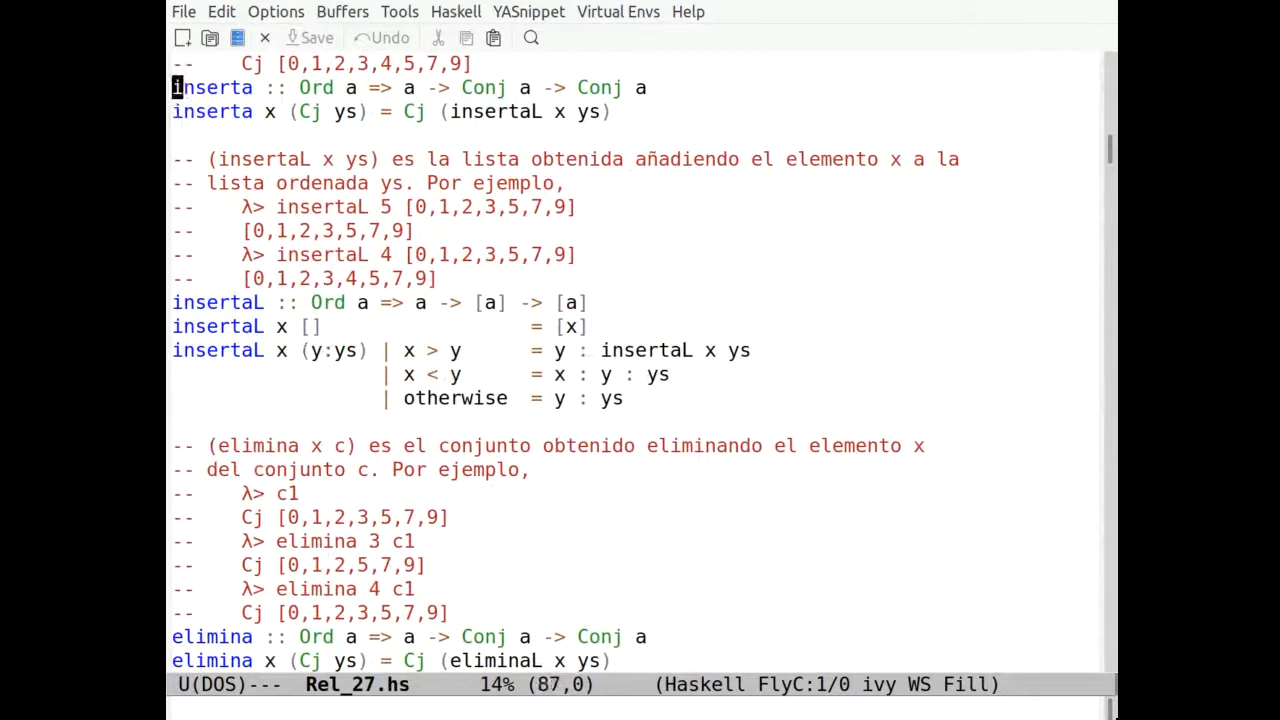 File Edit Options Buffers Tools Haskell YASnippet Virtual Envs Help
Save Undo
--    Cj [0,1,2,3,4,5,7,9]
inserta :: Ord a => a -> Conj a -> Conj a
inserta x (Cj ys) = Cj (insertaL x ys)
-- (insertaL x ys) es la lista obtenida añadiendo el elemento x a la
-- lista ordenada ys. Por ejemplo,
--    λ> insertaL 5 [0,1,2,3,5,7,9]
--    [0,1,2,3,5,7,9]
--    λ> insertaL 4 [0,1,2,3,5,7,9]
--    [0,1,2,3,4,5,7,9]
insertaL :: Ord a => a -> [a] -> [a]
insertaL x []                  = [x]
insertaL x (y:ys) | x > y      = y : insertaL x ys
                  | x < y      = x : y : ys
                  | otherwise  = y : ys
-- (elimina x c) es el conjunto obtenido eliminando el elemento x
-- del conjunto c. Por ejemplo,
--    λ> c1
--    Cj [0,1,2,3,5,7,9]
--    λ> elimina 3 c1
--    Cj [0,1,2,5,7,9]
--    λ> elimina 4 c1
--    Cj [0,1,2,3,5,7,9]
elimina :: Ord a => a -> Conj a -> Conj a
elimina x (Cj ys) = Cj (eliminaL x ys)
U(DOS)---  Rel_27.hs      14% (87,0)     (Haskell FlyC:1/0 ivy WS Fill)